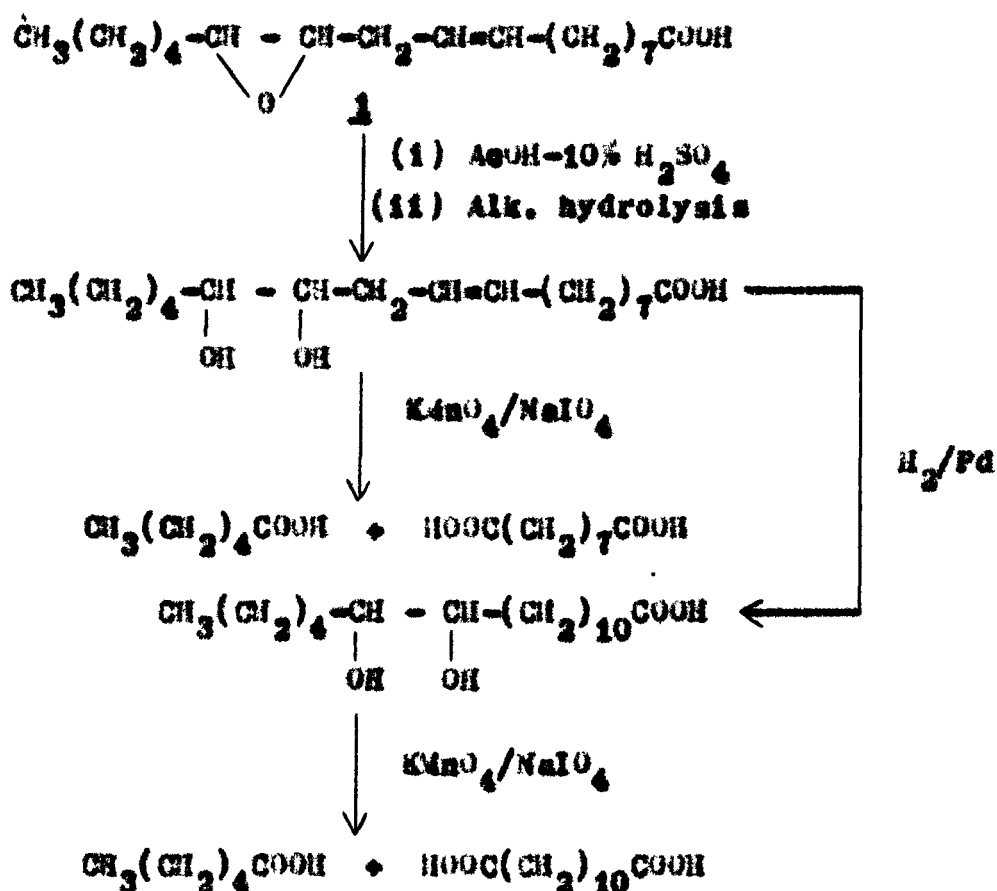 CH₃(CH₂)₄-CH - CH-CH₂-CH=CH-(CH₂)₇COOH
O
1
(i) AcOH-10% H₂SO₄
(ii) Alk. hydrolysis
CH₃(CH₂)₄-CH - CH-CH₂-CH=CH-(CH₂)₇COOH
OH OH
KMnO₄/NaIO₄
H₂/Pd
CH₃(CH₂)₄COOH + HOOC(CH₂)₇COOH
CH₃(CH₂)₄-CH - CH-(CH₂)₁₀COOH
OH OH
KMnO₄/NaIO₄
CH₃(CH₂)₄COOH + HOOC(CH₂)₁₀COOH